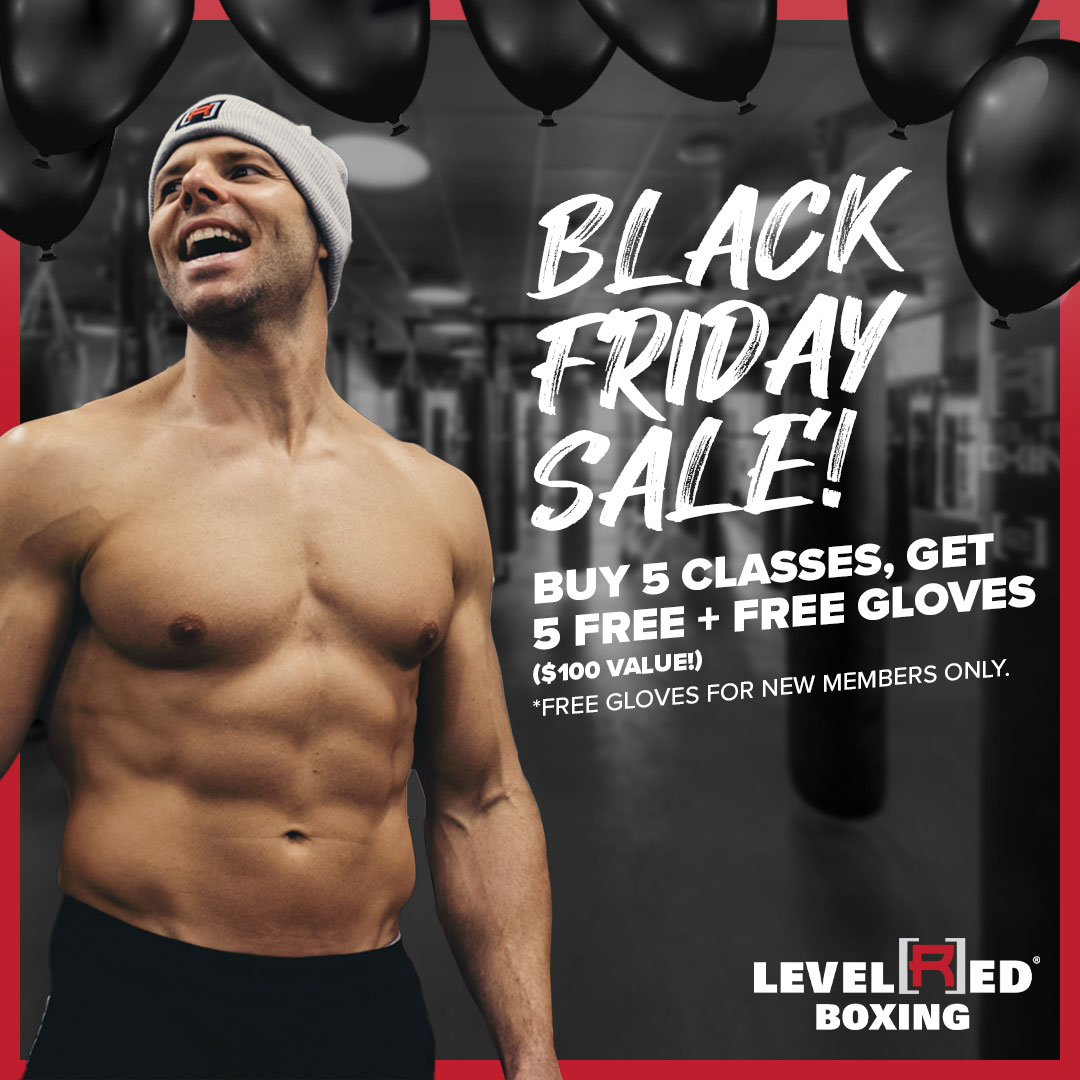 BLACK
FRIDAY
SALE!
BUY 5 CLASSES, GET
5 FREE + FREE GLOVES
($100 VALUE!)
*FREE GLOVES FOR NEW MEMBERS ONLY.
LEVEL[R]ED®
BOXING